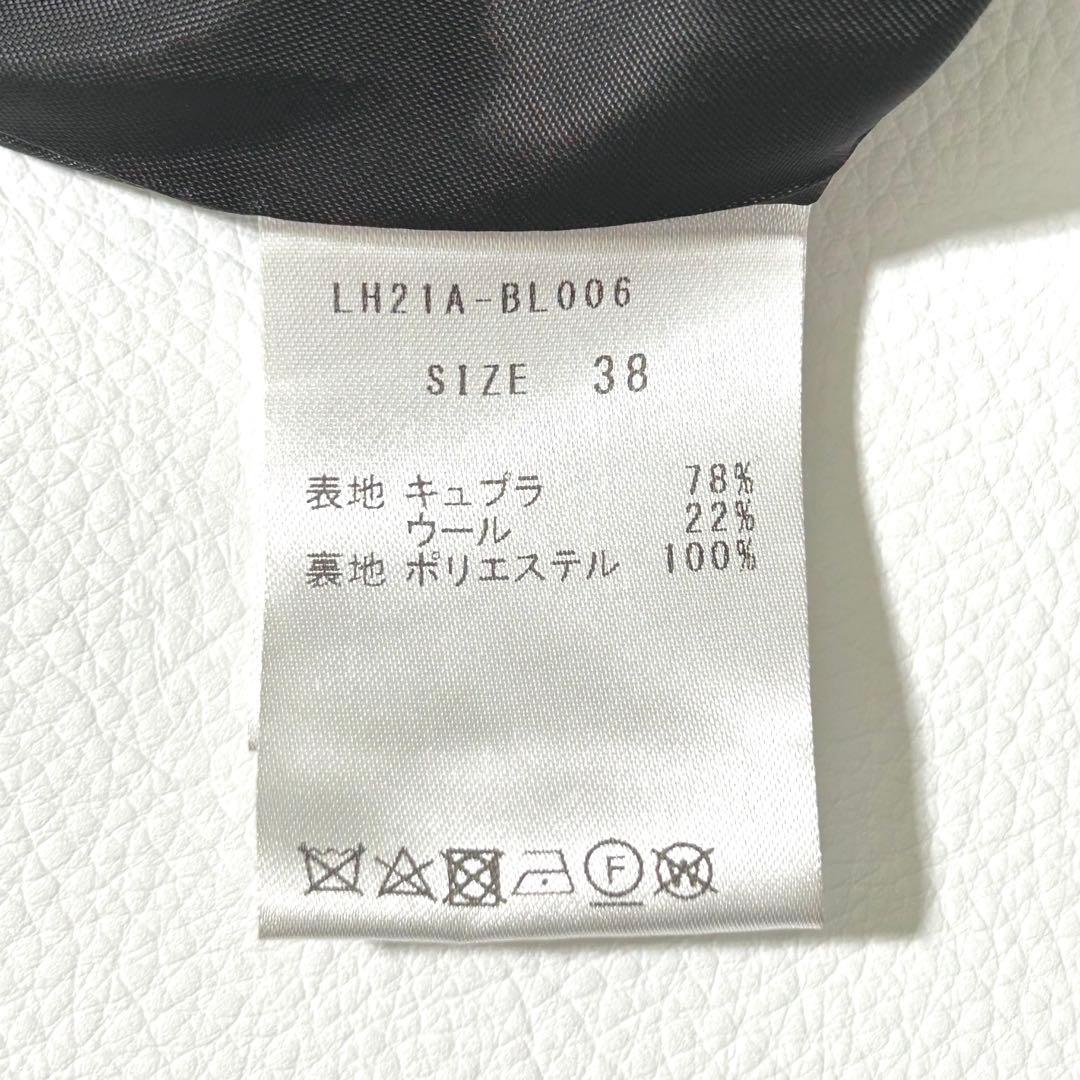 LH21A-BL006
SIZE 38
表地 キュプラ 78%
ウール 22%
裏地 ポリエステル 100%
F W